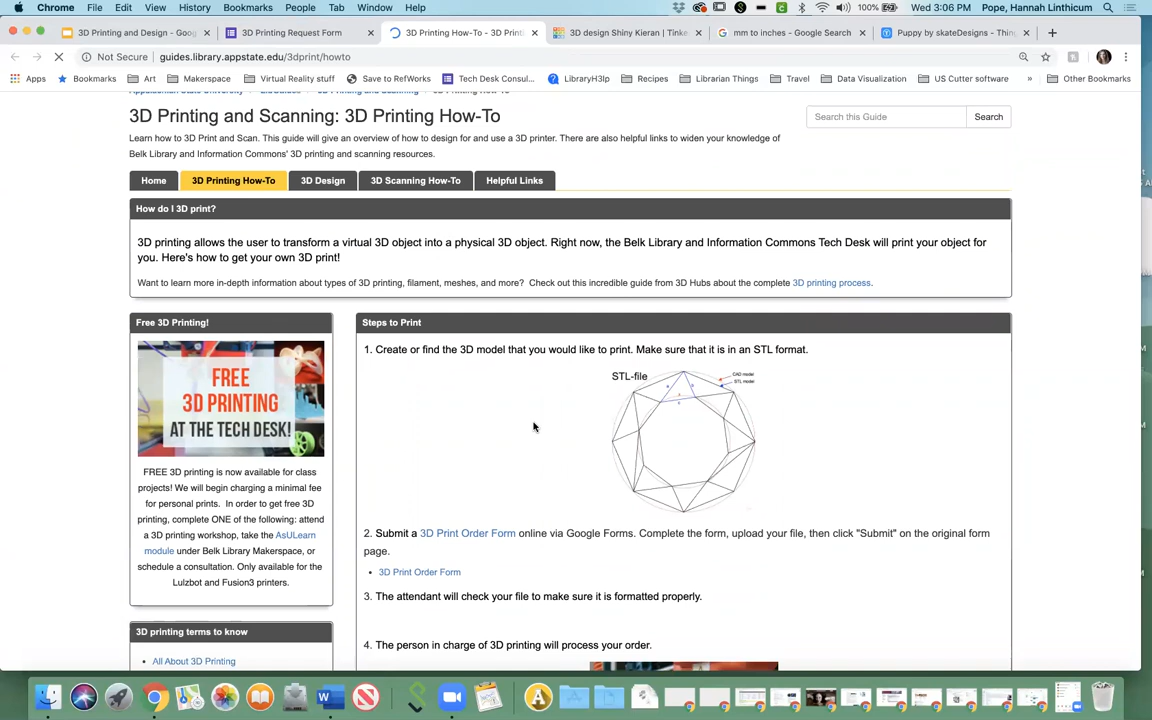 Chrome File Edit View History Bookmarks People Tab Window Help 100% Wed 3:06 PM Pope, Hannah Linthicum
3D Printing and Design - Goog
3D Printing Request Form
3D Printing How-To - 3D Print
3D design Shiny Kieran | Tinke
mm to inches - Google Search
Puppy by skateDesigns - Thin
Not Secure guides.library.appstate.edu/3dprint/howto
Apps Bookmarks Art Makerspace Virtual Reality stuff Save to RefWorks Tech Desk Consul... LibraryH3lp Recipes Librarian Things Travel Data Visualization US Cutter software » Other Bookmarks
3D Printing and Scanning: 3D Printing How-To
Search this Guide Search
Learn how to 3D Print and Scan. This guide will give an overview of how to design for and use a 3D printer. There are also helpful links to widen your knowledge of
Belk Library and Information Commons' 3D printing and scanning resources.
Home 3D Printing How-To 3D Design 3D Scanning How-To Helpful Links
How do I 3D print?
3D printing allows the user to transform a virtual 3D object into a physical 3D object. Right now, the Belk Library and Information Commons Tech Desk will print your object for
you. Here's how to get your own 3D print!
Want to learn more in-depth information about types of 3D printing, filament, meshes, and more? Check out this incredible guide from 3D Hubs about the complete 3D printing process.
Free 3D Printing!
FREE
3D PRINTING
AT THE TECH DESK!
FREE 3D printing is now available for class
projects! We will begin charging a minimal fee
for personal prints. In order to get free 3D
printing, complete ONE of the following: attend
a 3D printing workshop, take the AsULearn
module under Belk Library Makerspace, or
schedule a consultation. Only available for the
Lulzbot and Fusion3 printers.
3D printing terms to know
• All About 3D Printing
Steps to Print
1. Create or find the 3D model that you would like to print. Make sure that it is in an STL format.
STL-file
CAD model
STL model
2. Submit a 3D Print Order Form online via Google Forms. Complete the form, upload your file, then click "Submit" on the original form
page.
• 3D Print Order Form
3. The attendant will check your file to make sure it is formatted properly.
4. The person in charge of 3D printing will process your order.